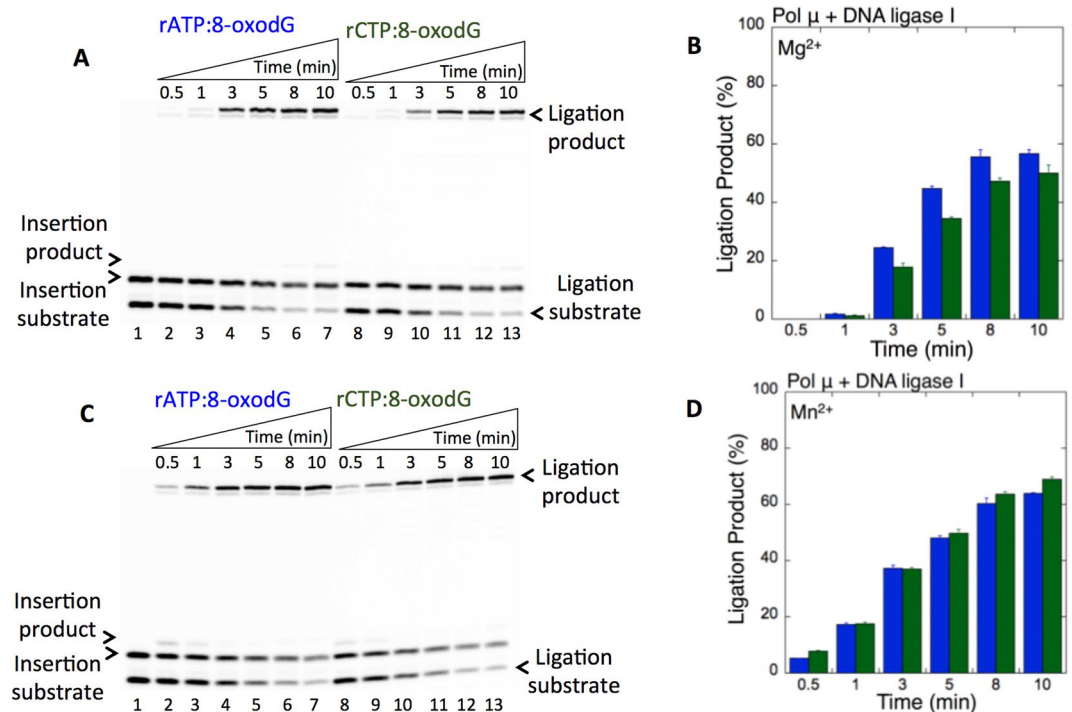 A
rATP:8-oxodG
rCTP:8-oxodG
Time (min)
Time (min)
0.5 1 3 5 8 10 0.5 1 3 5 8 10
Ligation
product
Insertion
product
Insertion
substrate
Ligation
substrate
1 2 3 4 5 6 7 8 9 10 11 12 13
B
Pol μ + DNA ligase I
Mg²⁺
Ligation Product (%)
100
80
60
40
20
0
0.5 1 3 5 8 10
Time (min)
C
rATP:8-oxodG
rCTP:8-oxodG
Time (min)
Time (min)
0.5 1 3 5 8 10 0.5 1 3 5 8 10
Ligation
product
Insertion
product
Insertion
substrate
Ligation
substrate
1 2 3 4 5 6 7 8 9 10 11 12 13
D
Pol μ + DNA ligase I
Mn²⁺
Ligation Product (%)
100
80
60
40
20
0
0.5 1 3 5 8 10
Time (min)